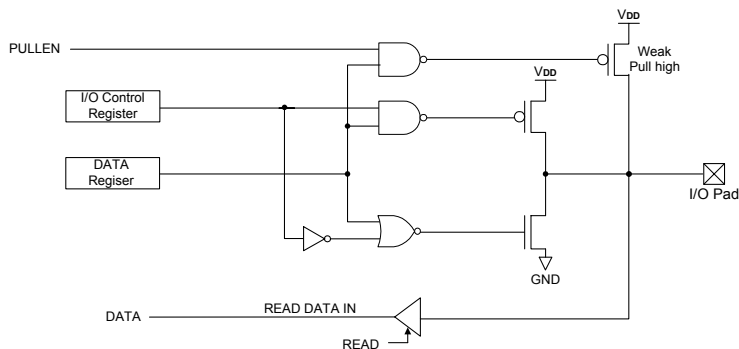 VDD
PULLEN
Weak
Pull high
VDD
I/O Control
Register
DATA
Regiser
I/O Pad
GND
READ DATA IN
DATA
READ